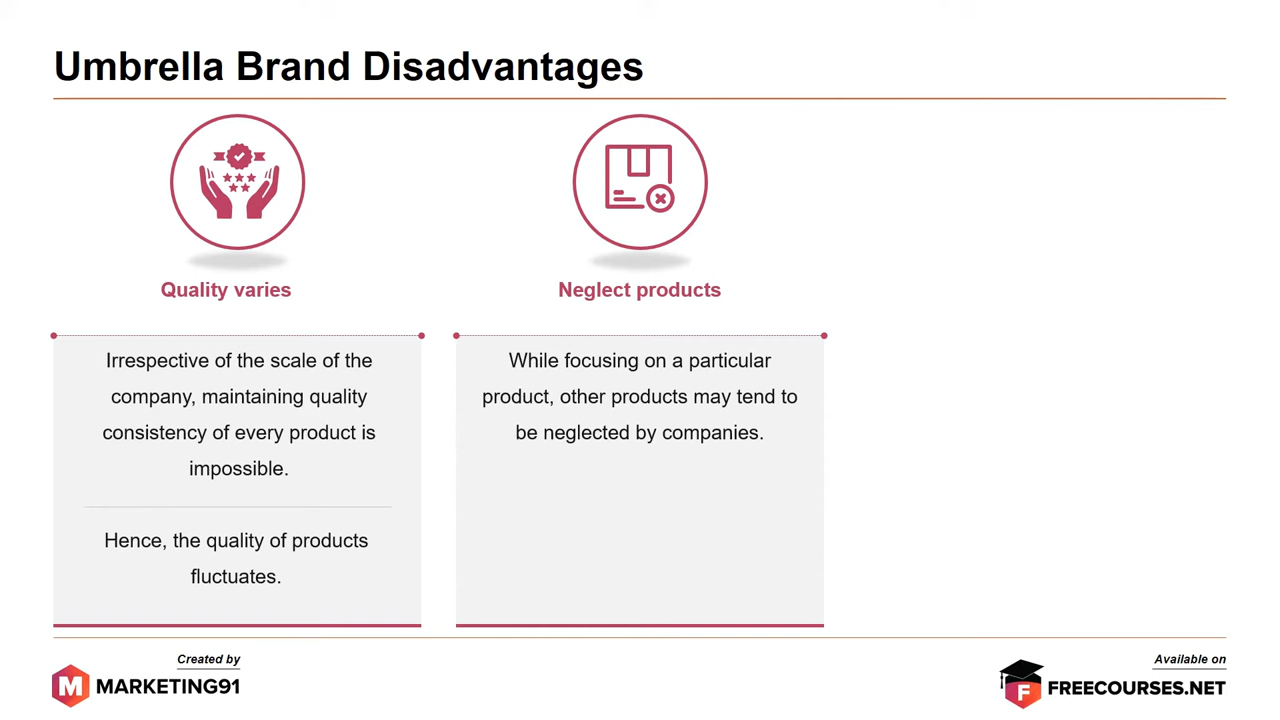 Umbrella Brand Disadvantages
Quality varies
Irrespective of the scale of the
company, maintaining quality
consistency of every product is
impossible.
Hence, the quality of products
fluctuates.
Neglect products
While focusing on a particular
product, other products may tend to
be neglected by companies.
Created by
M MARKETING91
Available on
F FREECOURSES.NET